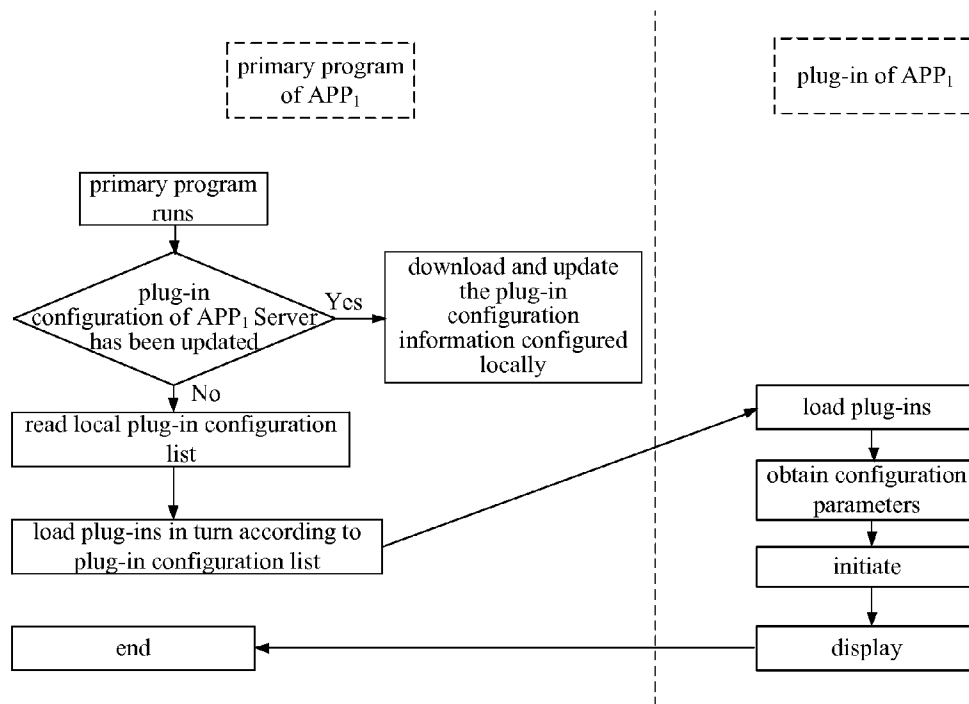 primary program
of APP₁
plug-in of APP₁
primary program
runs
plug-in
configuration of APP₁ Server
has been updated
Yes
download and update
the plug-in
configuration
information configured
locally
No
read local plug-in configuration
list
load plug-ins in turn according to
plug-in configuration list
load plug-ins
obtain configuration
parameters
initiate
display
end